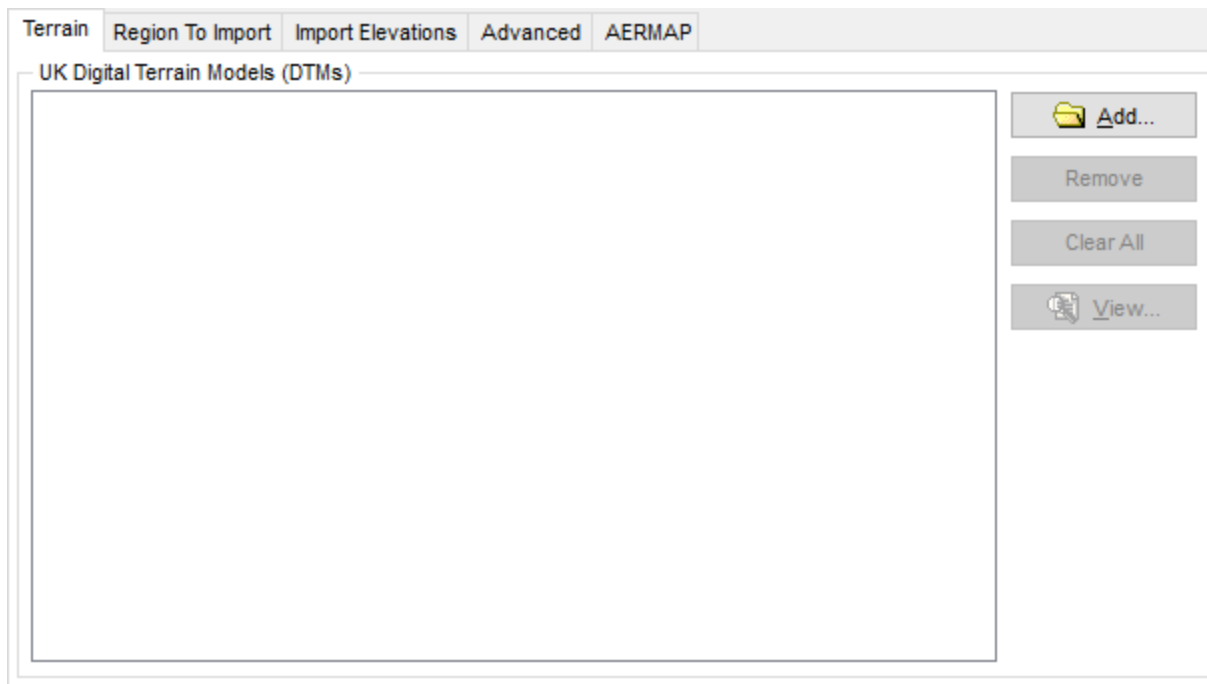 Terrain Region To Import Import Elevations Advanced AERMAP
UK Digital Terrain Models (DTMs)
Add...
Remove
Clear All
View...